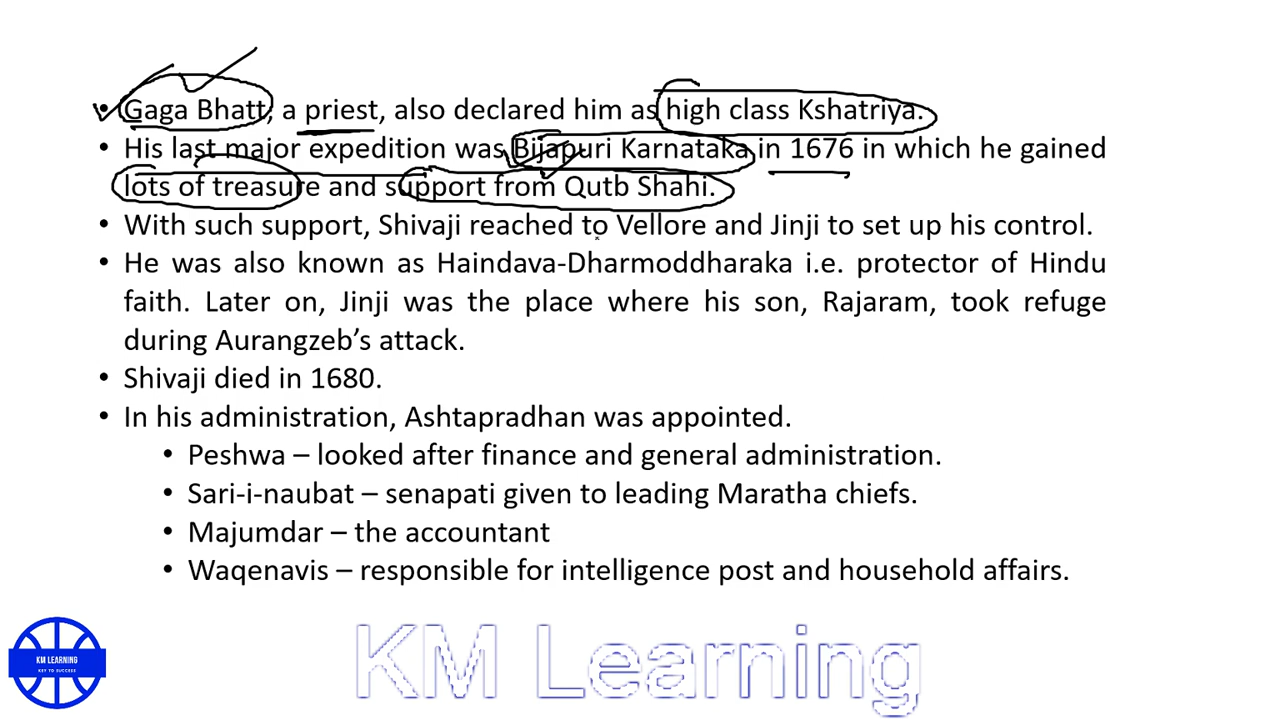 • Gaga Bhatt, a priest, also declared him as high class Kshatriya.
• His last major expedition was Bijapuri Karnataka in 1676 in which he gained
lots of treasure and support from Qutb Shahi.
• With such support, Shivaji reached to Vellore and Jinji to set up his control.
• He was also known as Haindava-Dharmoddharaka i.e. protector of Hindu
faith. Later on, Jinji was the place where his son, Rajaram, took refuge
during Aurangzeb’s attack.
• Shivaji died in 1680.
• In his administration, Ashtapradhan was appointed.
• Peshwa – looked after finance and general administration.
• Sari-i-naubat – senapati given to leading Maratha chiefs.
• Majumdar – the accountant
• Waqenavis – responsible for intelligence post and household affairs.
KM LEARNING
KEY TO SUCCESS
KM Learning